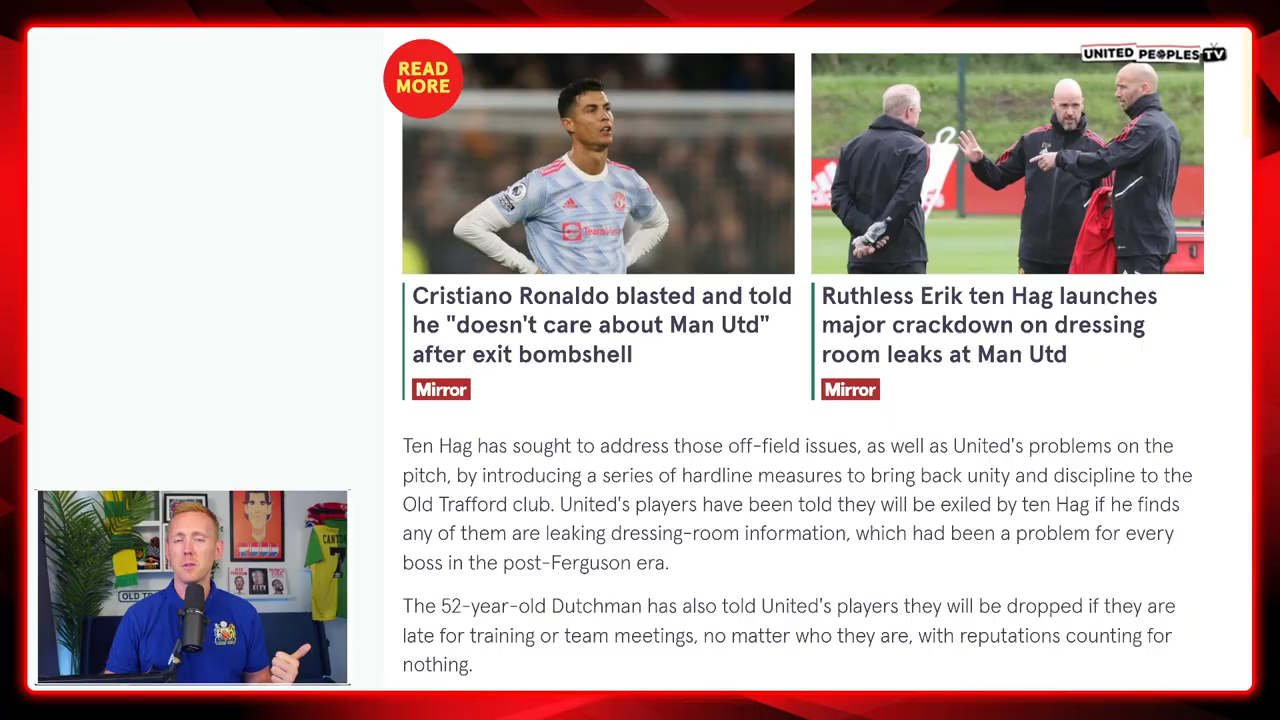 UNITED PEOPLES TV
READ
MORE
TeamView
Cristiano Ronaldo blasted and told
he "doesn't care about Man Utd"
after exit bombshell
Mirror
Ruthless Erik ten Hag launches
major crackdown on dressing
room leaks at Man Utd
Mirror
Ten Hag has sought to address those off-field issues, as well as United's problems on the
pitch, by introducing a series of hardline measures to bring back unity and discipline to the
Old Trafford club. United's players have been told they will be exiled by ten Hag if he finds
any of them are leaking dressing-room information, which had been a problem for every
boss in the post-Ferguson era.
The 52-year-old Dutchman has also told United's players they will be dropped if they are
late for training or team meetings, no matter who they are, with reputations counting for
nothing.
CANTON
7
OLD TR